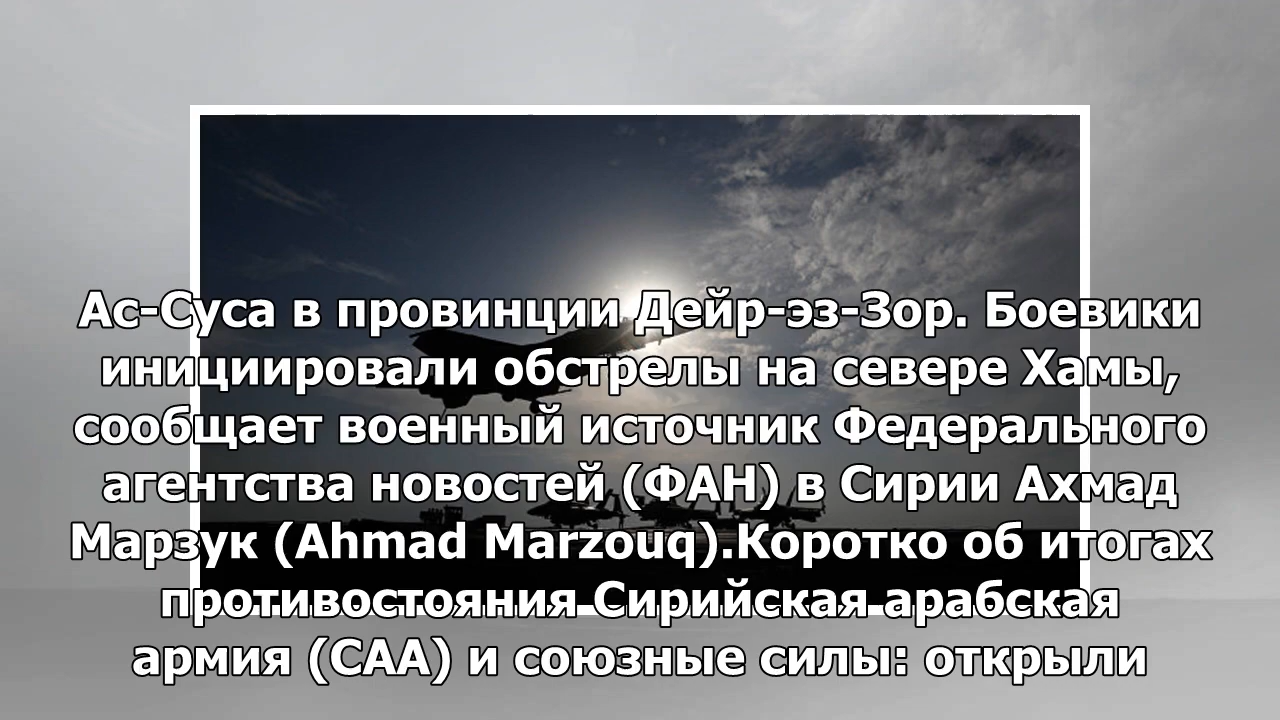 Ас-Суса в провинции Дейр-эз-Зор. Боевики
инициировали обстрелы на севере Хамы,
сообщает военный источник Федерального
агентства новостей (ФАН) в Сирии Ахмад
Марзук (Ahmad Marzouq).Коротко об итогах
противостояния Сирийская арабская
армия (САА) и союзные силы: открыли